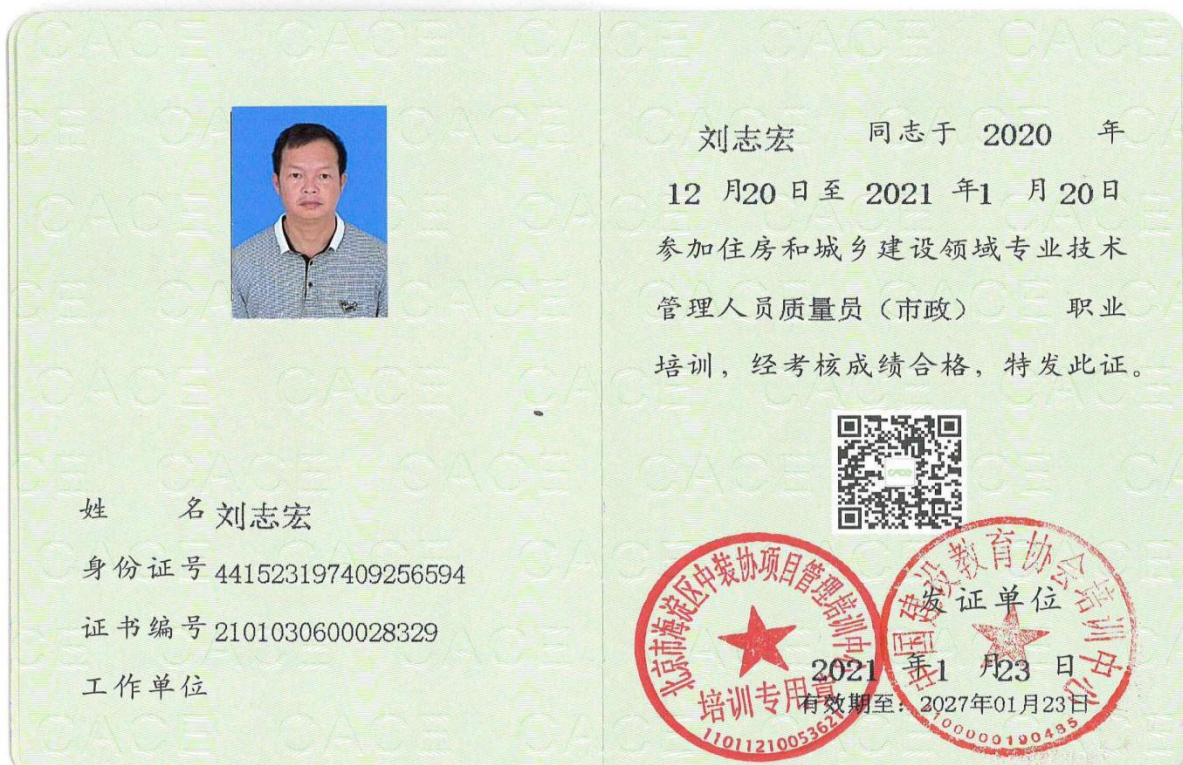 姓 名 刘志宏
身份证号 441523197409256594
证书编号 2101030600028329
工作单位
刘志宏 同志于 2020 年
12 月20 日至 2021 年1 月 20日
参加住房和城乡建设领域专业技术
管理人员质量员（市政） 职业
培训，经考核成绩合格，特发此证。
CACE
北京市海淀区中装协项目管理培训中心
培训专用章
1101121005362
中国建设教育协会培训中心
发证单位
2021 年1 月23 日
有效期至：2027年01月23日
2100000190485